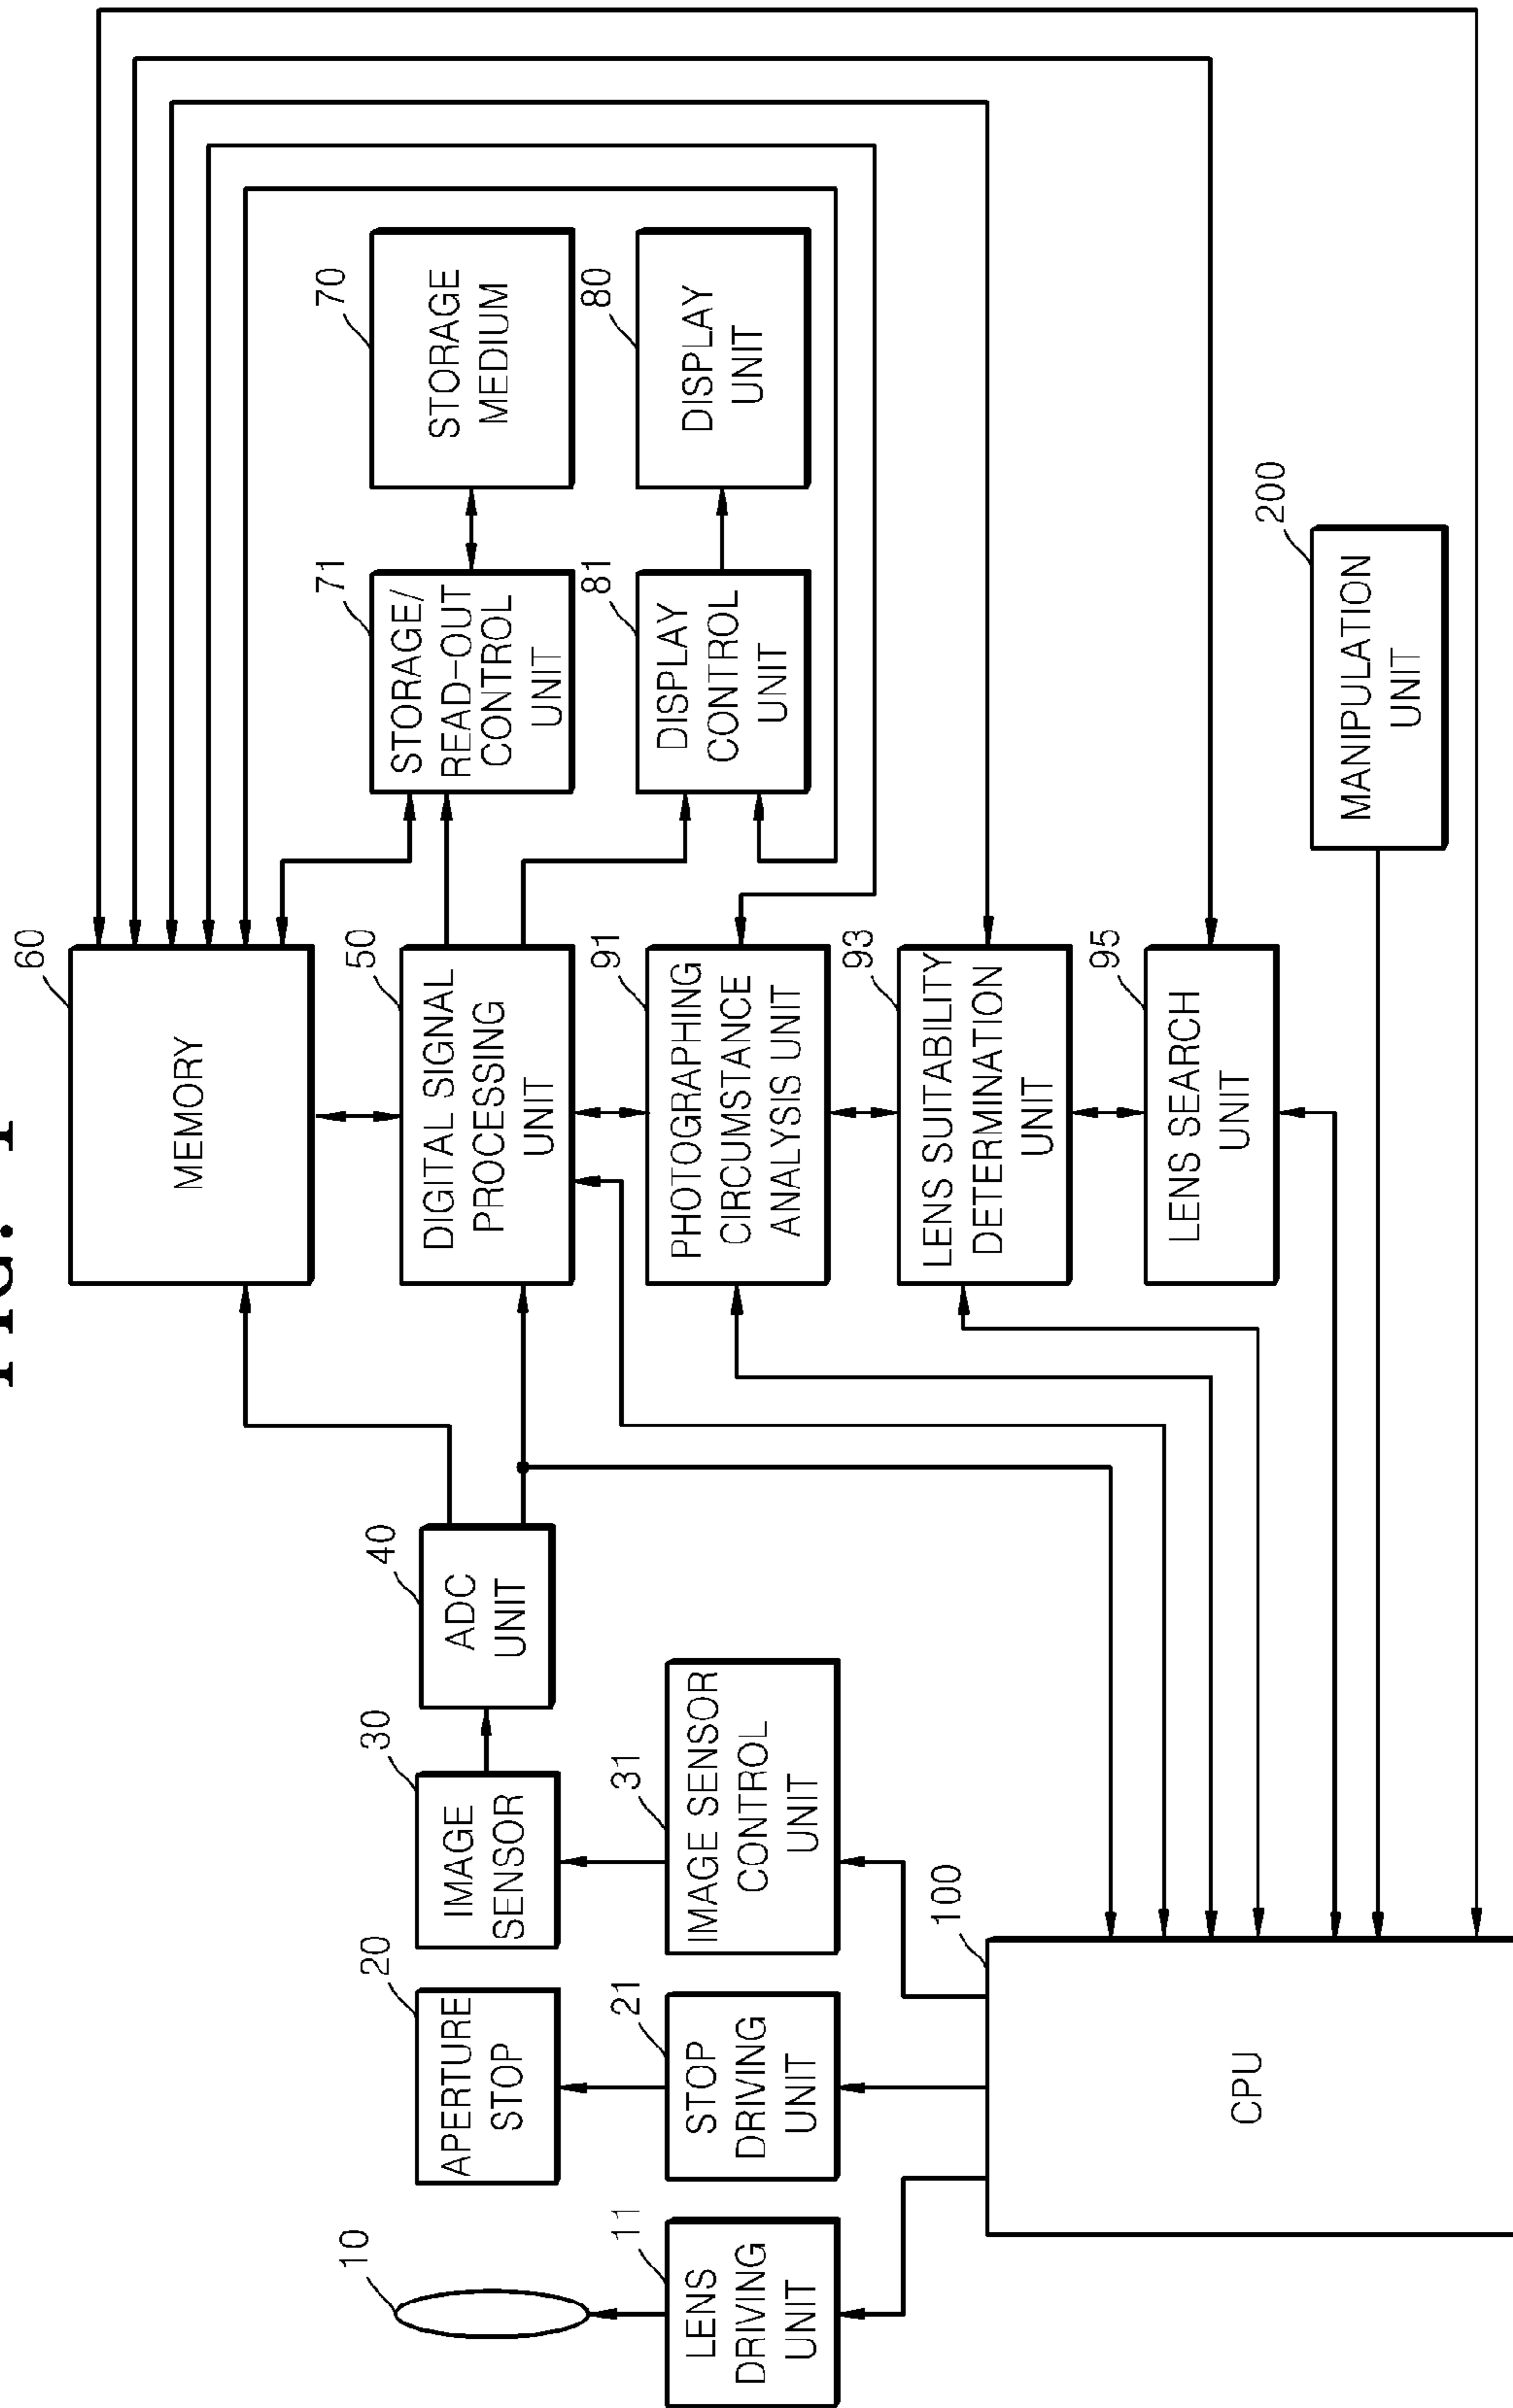 FIG. 1
10
LENS
DRIVING
UNIT
11
APERTURE
STOP
20
STOP
DRIVING
UNIT
21
IMAGE
SENSOR
30
IMAGE SENSOR
CONTROL
UNIT
31
ADC
UNIT
40
MEMORY
60
DIGITAL SIGNAL
PROCESSING
UNIT
50
PHOTOGRAPHING
CIRCUMSTANCE
ANALYSIS UNIT
91
LENS SUITABILITY
DETERMINATION
UNIT
93
LENS SEARCH
UNIT
95
STORAGE/
READ-OUT
CONTROL
UNIT
71
STORAGE
MEDIUM
70
DISPLAY
CONTROL
UNIT
81
DISPLAY
UNIT
80
MANIPULATION
UNIT
200
CPU
100